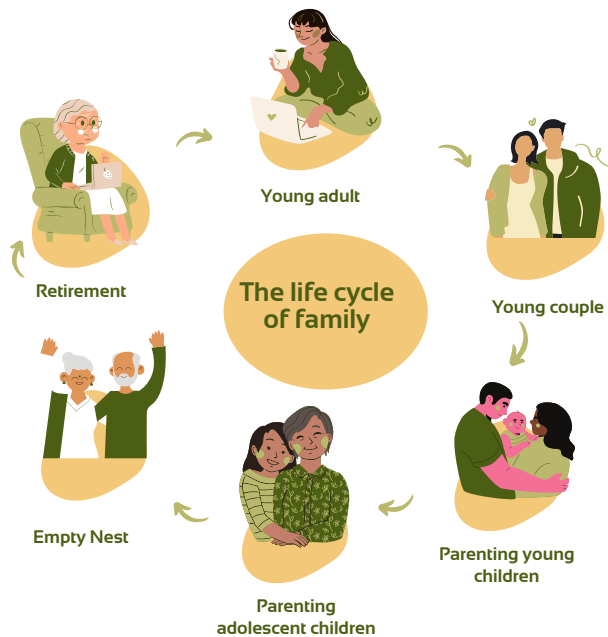 Young adult
Retirement
The life cycle
of family
Young couple
Empty Nest
Parenting young
children
Parenting
adolescent children